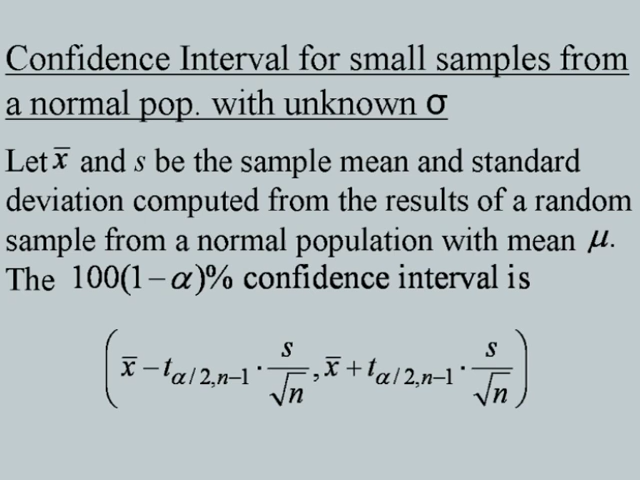 Confidence Interval for small samples from
a normal pop. with unknown σ
Let x̅ and s be the sample mean and standard
deviation computed from the results of a random
sample from a normal population with mean μ.
The 100(1−α)% confidence interval is
(x̅ − t_{α/2,n−1} · s/√n, x̅ + t_{α/2,n−1} · s/√n)